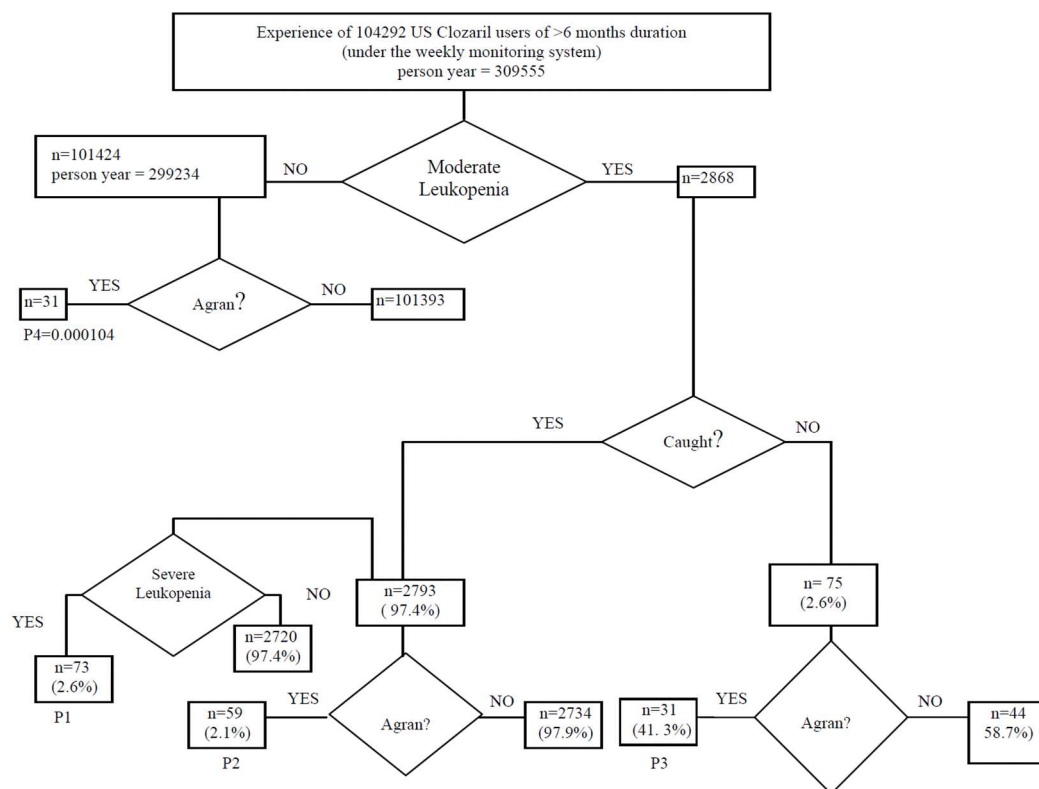 Experience of 104292 US Clozaril users of >6 months duration
(under the weekly monitoring system)
person year = 309555
n=101424
person year = 299234
NO
Moderate
Leukopenia
YES
n=2868
n=31
YES
Agran?
NO
n=101393
P4=0.000104
YES
Caught?
NO
Severe
Leukopenia
NO
YES
n=2793
( 97.4%)
n= 75
(2.6%)
n=73
(2.6%)
P1
n=2720
(97.4%)
n=59
(2.1%)
P2
YES
Agran?
NO
n=2734
(97.9%)
n=31
(41. 3%)
P3
YES
Agran?
NO
n=44
58.7%)